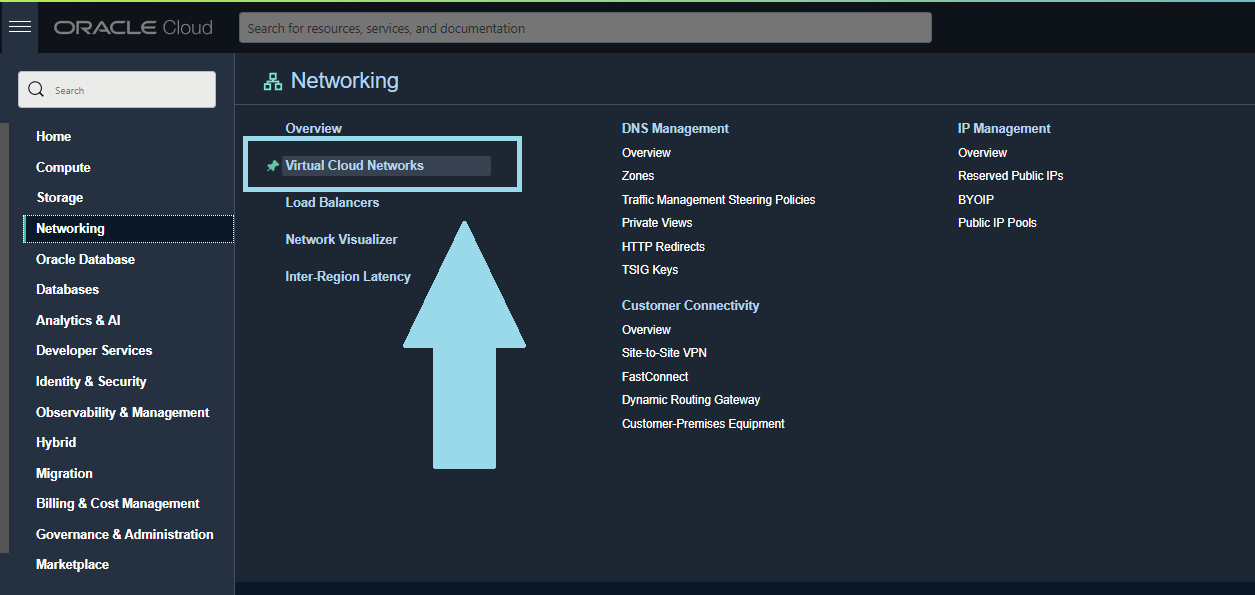 ORACLE Cloud
Search for resources, services, and documentation
Search
Home
Compute
Storage
Networking
Oracle Database
Databases
Analytics & AI
Developer Services
Identity & Security
Observability & Management
Hybrid
Migration
Billing & Cost Management
Governance & Administration
Marketplace
Networking
Overview
Virtual Cloud Networks
Load Balancers
Network Visualizer
Inter-Region Latency
DNS Management
Overview
Zones
Traffic Management Steering Policies
Private Views
HTTP Redirects
TSIG Keys
Customer Connectivity
Overview
Site-to-Site VPN
FastConnect
Dynamic Routing Gateway
Customer-Premises Equipment
IP Management
Overview
Reserved Public IPs
BYOIP
Public IP Pools